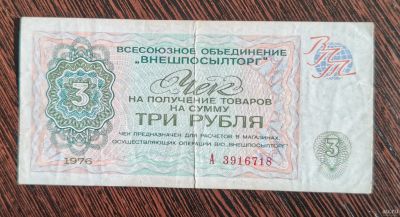 ВСЕСОЮЗНОЕ ОБЪЕДИНЕНИЕ
„ВНЕШПОСЫЛТОРГ"
ВПТ
Чек
НА ПОЛУЧЕНИЕ ТОВАРОВ
НА СУММУ
3
ТРИ РУБЛЯ
ЧЕК ПРЕДНАЗНАЧЕН ДЛЯ РАСЧЕТОВ В МАГАЗИНАХ
ОСУЩЕСТВЛЯЮЩИХ ОПЕРАЦИИ В/О „ВНЕШПОСЫЛТОРГ"
1976
А 3916718
3